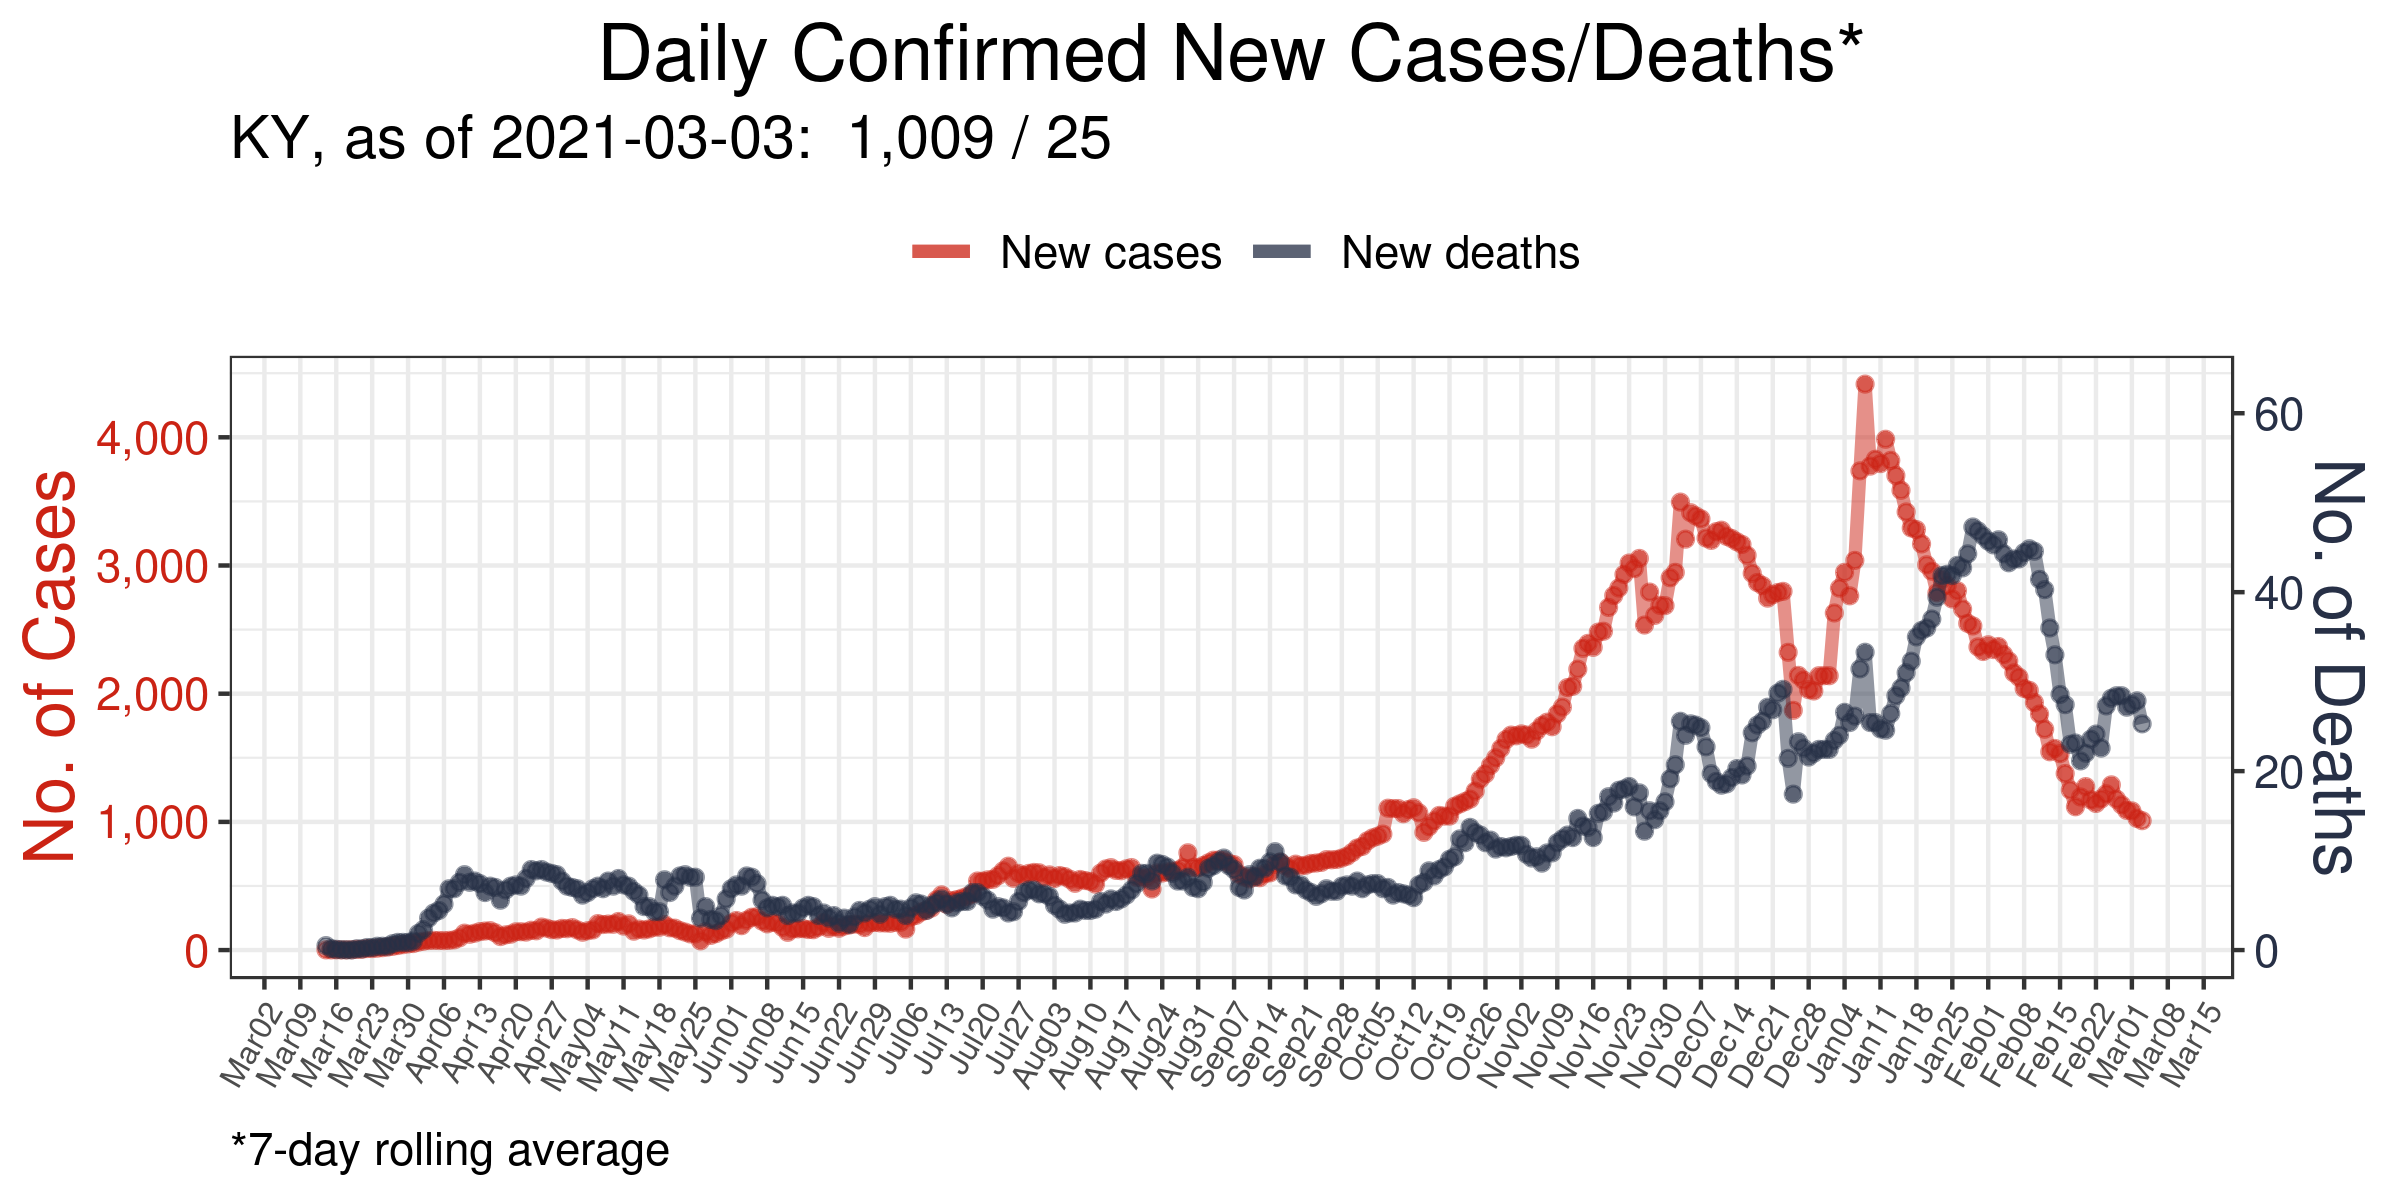 Daily Confirmed New Cases/Deaths*
KY, as of 2021-03-03:  1,009 / 25
New cases New deaths
No. of Cases
4,000
3,000
2,000
1,000
0
60
40
20
0
No. of Deaths
Mar02 Mar09 Mar16 Mar23 Mar30 Apr06 Apr13 Apr20 Apr27 May04 May11 May18 May25 Jun01 Jun08 Jun15 Jun22 Jun29 Jul06 Jul13 Jul20 Jul27 Aug03 Aug10 Aug17 Aug24 Aug31 Sep07 Sep14 Sep21 Sep28 Oct05 Oct12 Oct19 Oct26 Nov02 Nov09 Nov16 Nov23 Nov30 Dec07 Dec14 Dec21 Dec28 Jan04 Jan11 Jan18 Jan25 Feb01 Feb08 Feb15 Feb22 Mar01 Mar08 Mar15
*7-day rolling average